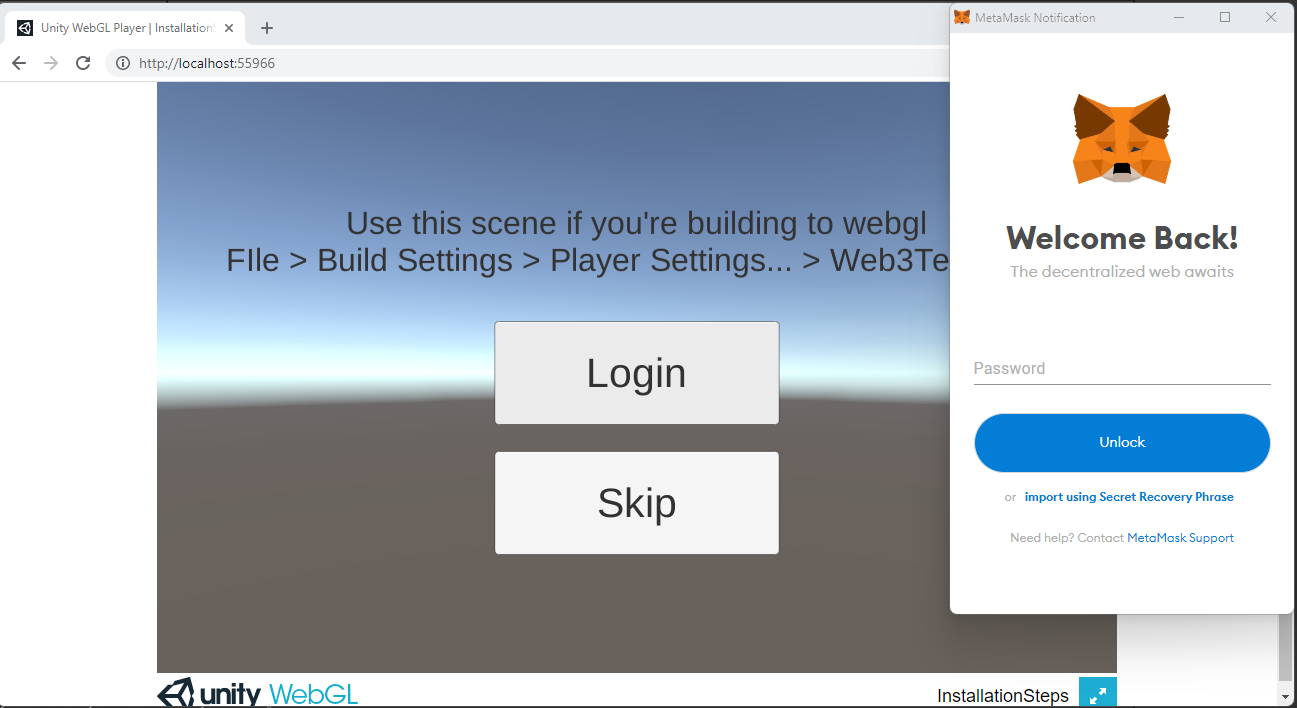 Unity WebGL Player | Installation
http://localhost:55966
Use this scene if you're building to webgl
FIle > Build Settings > Player Settings... > Web3Te
Login
Skip
unity WebGL
InstallationSteps
MetaMask Notification
Welcome Back!
The decentralized web awaits
Password
Unlock
or import using Secret Recovery Phrase
Need help? Contact MetaMask Support